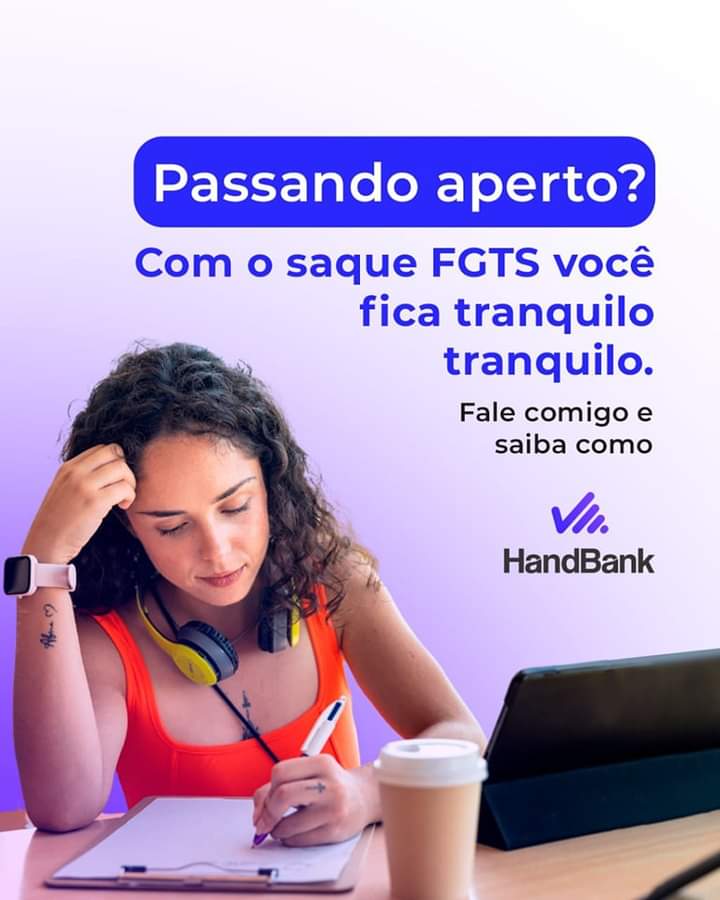 Passando aperto?
Com o saque FGTS você
fica tranquilo
tranquilo.
Fale comigo e
saiba como
HandBank